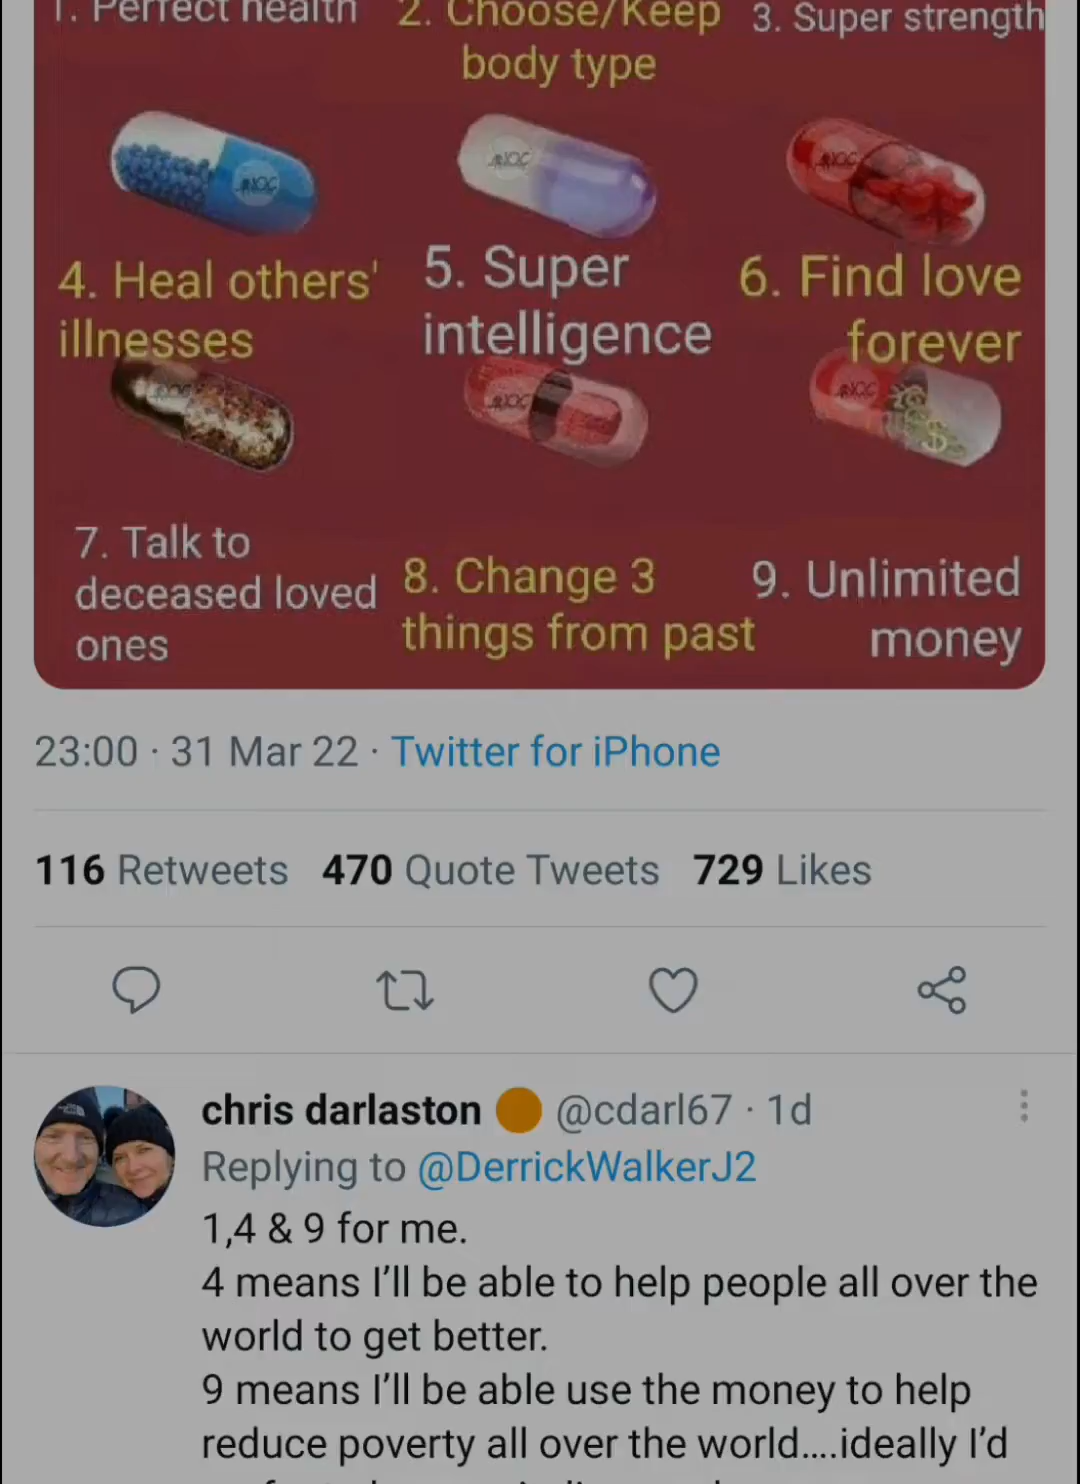 1. Perfect health 2. Choose/Keep body type 3. Super strength
4. Heal others' illnesses
5. Super intelligence
6. Find love forever
7. Talk to deceased loved ones
8. Change 3 things from past
9. Unlimited money
23:00 · 31 Mar 22 · Twitter for iPhone
116 Retweets 470 Quote Tweets 729 Likes
chris darlaston @cdarl67 · 1d
Replying to @DerrickWalkerJ2
1,4 & 9 for me.
4 means I'll be able to help people all over the
world to get better.
9 means I'll be able use the money to help
reduce poverty all over the world....ideally I'd